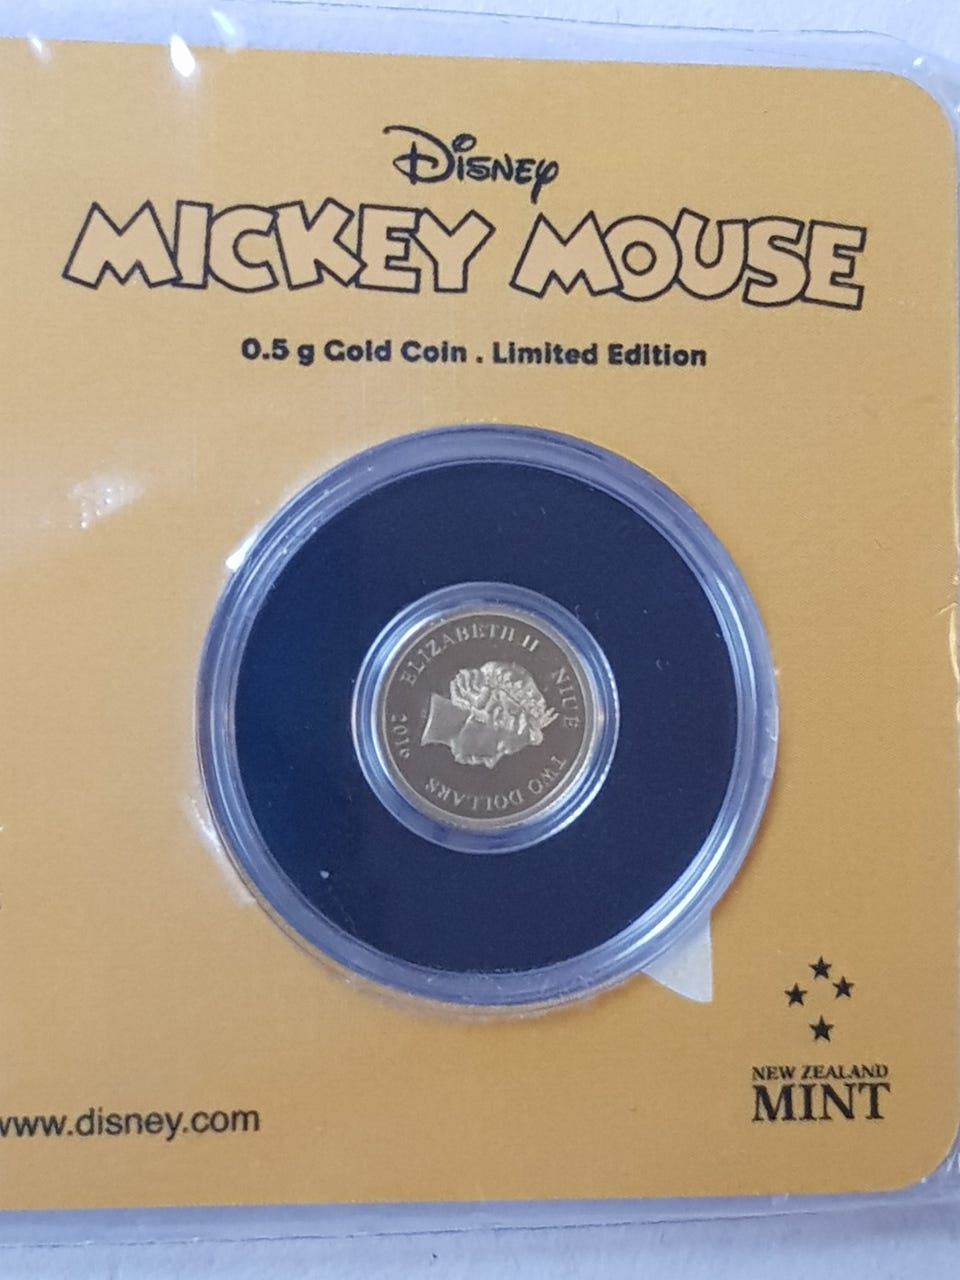 Disney
MICKEY MOUSE
0.5 g Gold Coin . Limited Edition
ELIZABETH II
NIUE
TWO DOLLARS
2016
NEW ZEALAND
MINT
www.disney.com